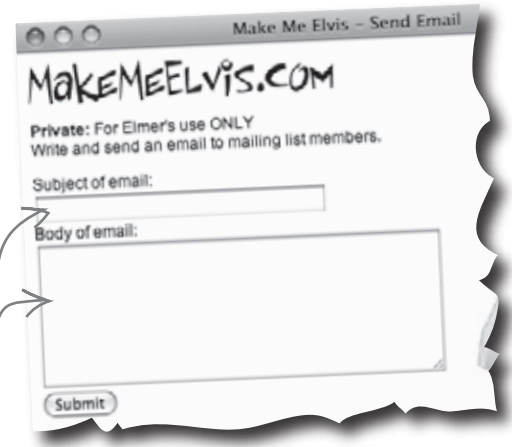 Make Me Elvis – Send Email
MakeMeElvis.com
Private: For Elmer's use ONLY
Write and send an email to mailing list members.
Subject of email:
Body of email:
Submit